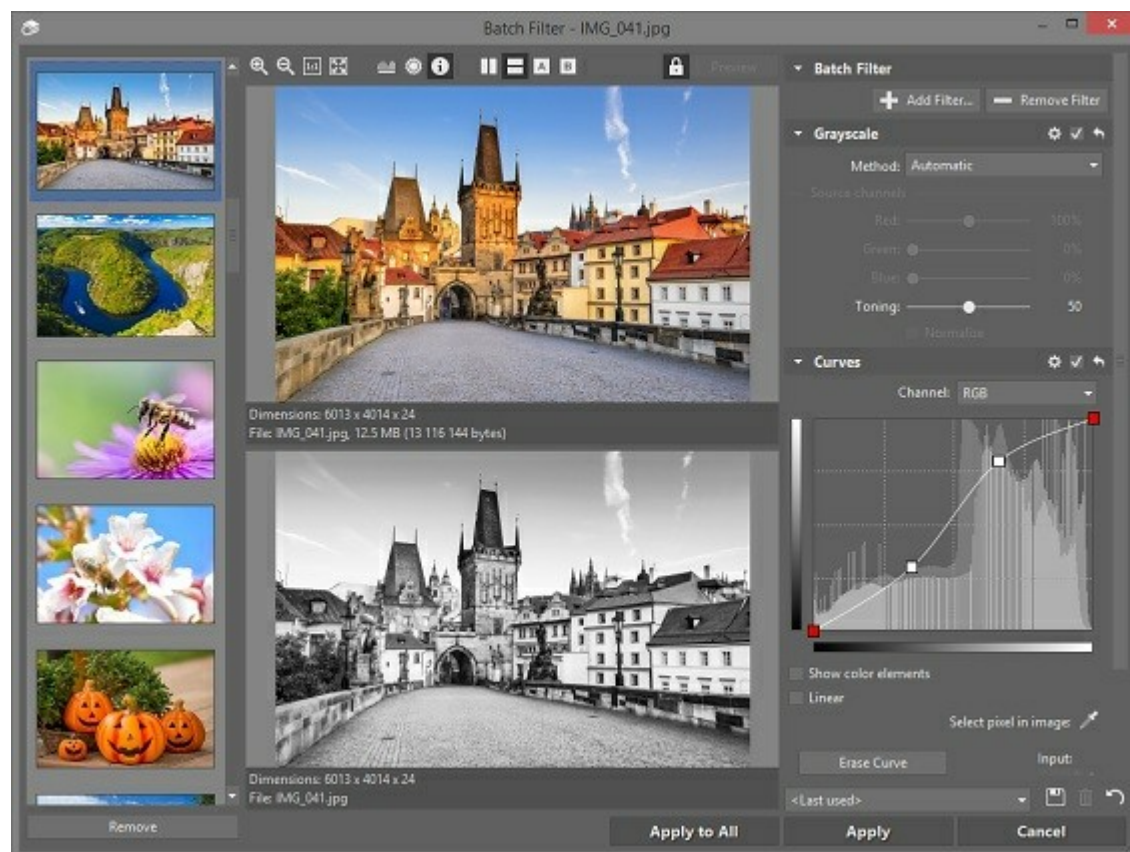 Batch Filter - IMG_041.jpg
A B
Preview
Batch Filter
Add Filter... Remove Filter
Grayscale
Method: Automatic
Source channels
Red: 100%
Green: 0%
Blue: 0%
Toning: 50
Normalise
Curves
Channel: RGB
Dimensions: 6013 x 4014 x 24
File: IMG_041.jpg, 12.5 MB (13 116 144 bytes)
Show color elements
Linear
Select pixel in image:
Erase Curve Input:
Dimensions: 6013 x 4014 x 24
File: IMG_041.jpg
<Last used>
Remove
Apply to All Apply Cancel